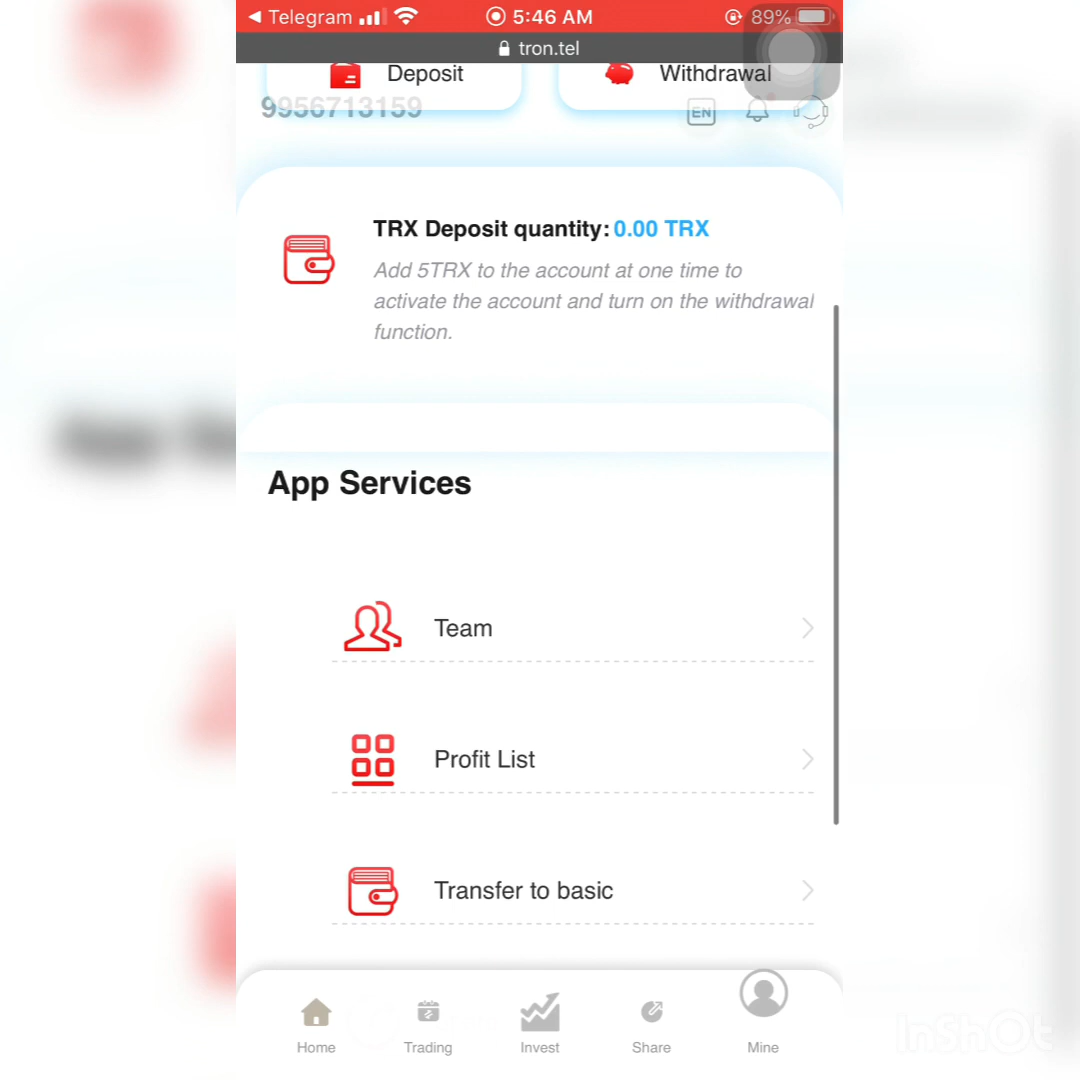 Telegram 5:46 AM 89%
tron.tel
Deposit Withdrawal
9956713159 EN
TRX Deposit quantity: 0.00 TRX
Add 5TRX to the account at one time to
activate the account and turn on the withdrawal
function.
App Services
Team
Profit List
Transfer to basic
Home Trading Invest Share Mine
InShOt